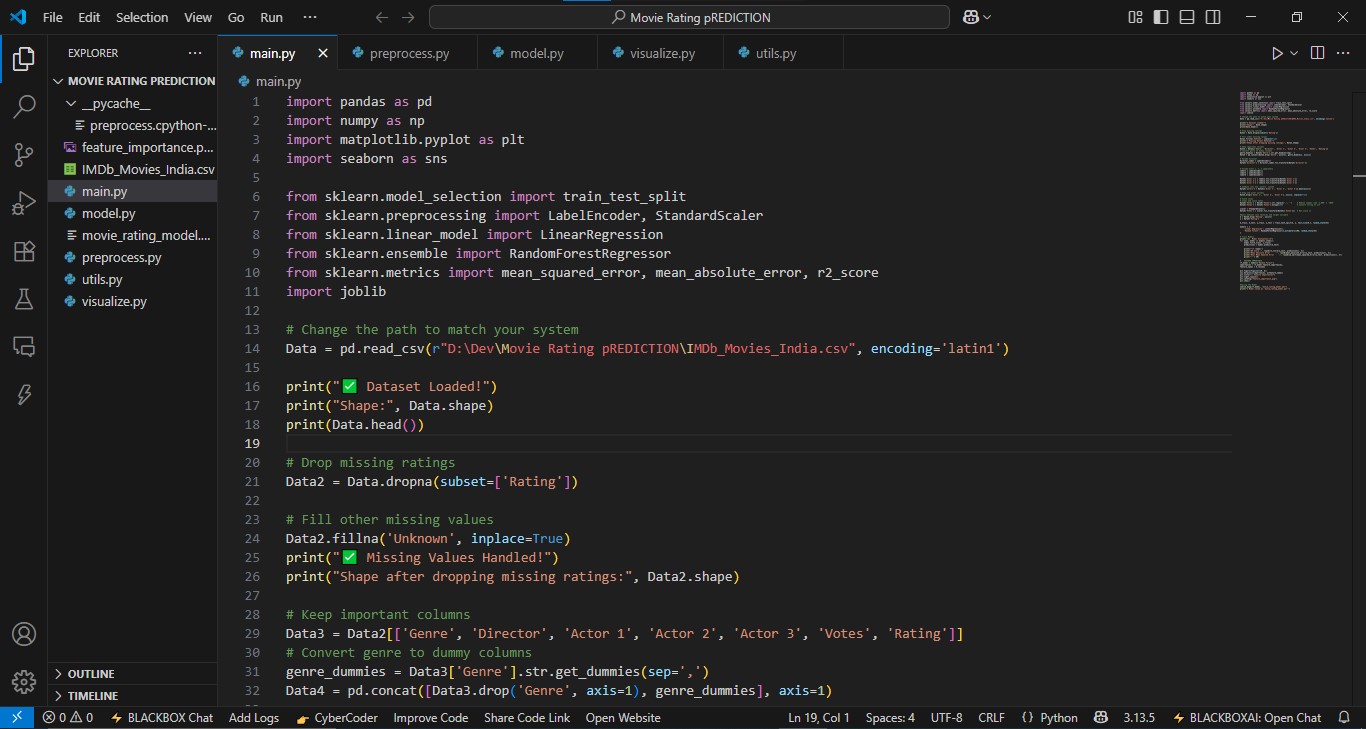 File Edit Selection View Go Run ··· Movie Rating pREDICTION
EXPLORER ···
MOVIE RATING PREDICTION
__pycache__
preprocess.cpython-...
feature_importance.p...
IMDb_Movies_India.csv
main.py
model.py
movie_rating_model....
preprocess.py
utils.py
visualize.py
OUTLINE
TIMELINE
main.py preprocess.py model.py visualize.py utils.py
main.py
1 import pandas as pd
2 import numpy as np
3 import matplotlib.pyplot as plt
4 import seaborn as sns
5
6 from sklearn.model_selection import train_test_split
7 from sklearn.preprocessing import LabelEncoder, StandardScaler
8 from sklearn.linear_model import LinearRegression
9 from sklearn.ensemble import RandomForestRegressor
10 from sklearn.metrics import mean_squared_error, mean_absolute_error, r2_score
11 import joblib
12
13 # Change the path to match your system
14 Data = pd.read_csv(r"D:\Dev\Movie Rating pREDICTION\IMDb_Movies_India.csv", encoding='latin1')
15
16 print("✅ Dataset Loaded!")
17 print("Shape:", Data.shape)
18 print(Data.head())
19
20 # Drop missing ratings
21 Data2 = Data.dropna(subset=['Rating'])
22
23 # Fill other missing values
24 Data2.fillna('Unknown', inplace=True)
25 print("✅ Missing Values Handled!")
26 print("Shape after dropping missing ratings:", Data2.shape)
27
28 # Keep important columns
29 Data3 = Data2[['Genre', 'Director', 'Actor 1', 'Actor 2', 'Actor 3', 'Votes', 'Rating']]
30 # Convert genre to dummy columns
31 genre_dummies = Data3['Genre'].str.get_dummies(sep=',')
32 Data4 = pd.concat([Data3.drop('Genre', axis=1), genre_dummies], axis=1)
0 0 BLACKBOX Chat Add Logs 👉 CyberCoder Improve Code Share Code Link Open Website Ln 19, Col 1 Spaces: 4 UTF-8 CRLF {} Python 3.13.5 BLACKBOXAI: Open Chat